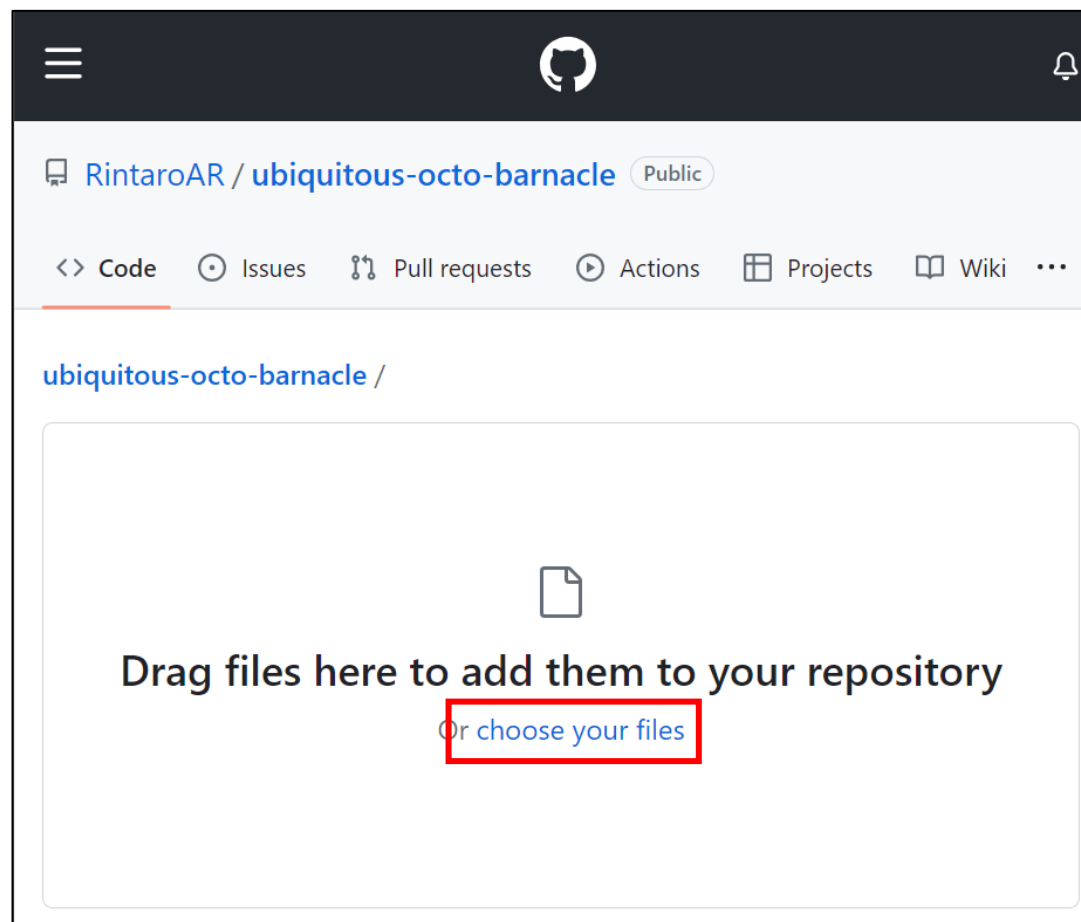 RintaroAR / ubiquitous-octo-barnacle Public
<> Code Issues Pull requests Actions Projects Wiki ...
ubiquitous-octo-barnacle /
Drag files here to add them to your repository
Or choose your files